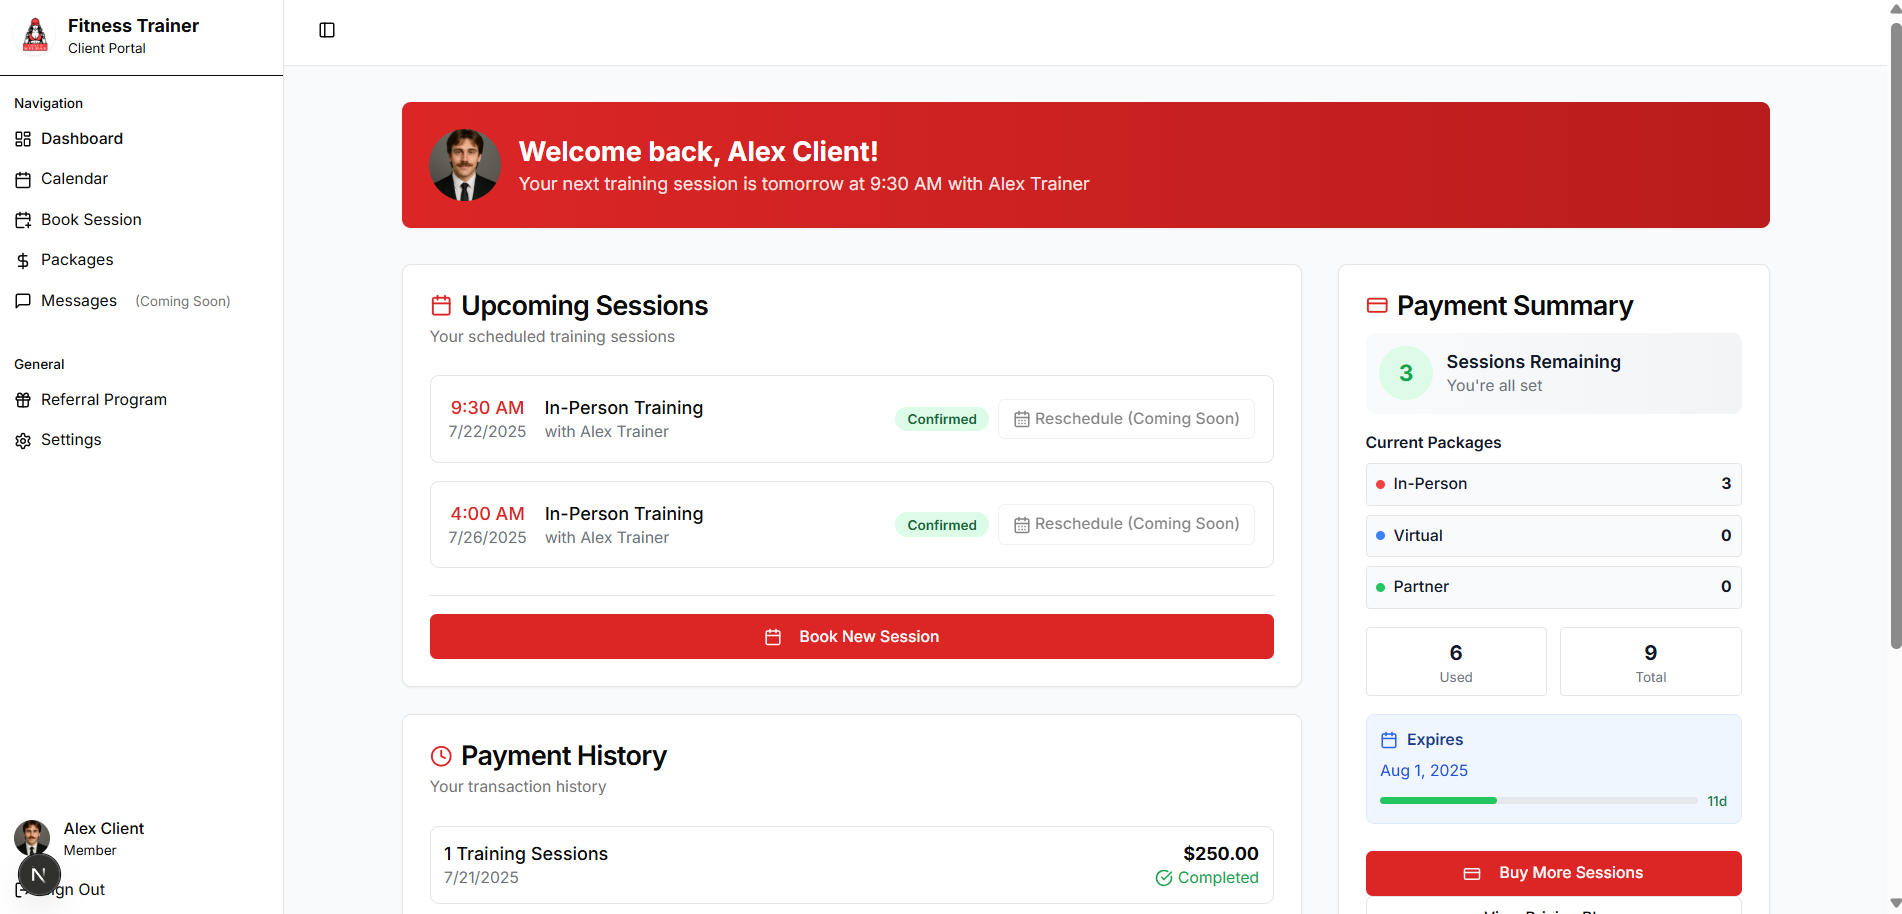 Fitness Trainer
Client Portal
Navigation
Dashboard
Calendar
Book Session
Packages
Messages (Coming Soon)
General
Referral Program
Settings
Alex Client
Member
N
gn Out
Welcome back, Alex Client!
Your next training session is tomorrow at 9:30 AM with Alex Trainer
Upcoming Sessions
Your scheduled training sessions
9:30 AM In-Person Training
7/22/2025 with Alex Trainer
Confirmed
Reschedule (Coming Soon)
4:00 AM In-Person Training
7/26/2025 with Alex Trainer
Confirmed
Reschedule (Coming Soon)
Book New Session
Payment History
Your transaction history
1 Training Sessions $250.00
7/21/2025 Completed
Payment Summary
3
Sessions Remaining
You're all set
Current Packages
In-Person 3
Virtual 0
Partner 0
6 Used
9 Total
Expires
Aug 1, 2025
11d
Buy More Sessions